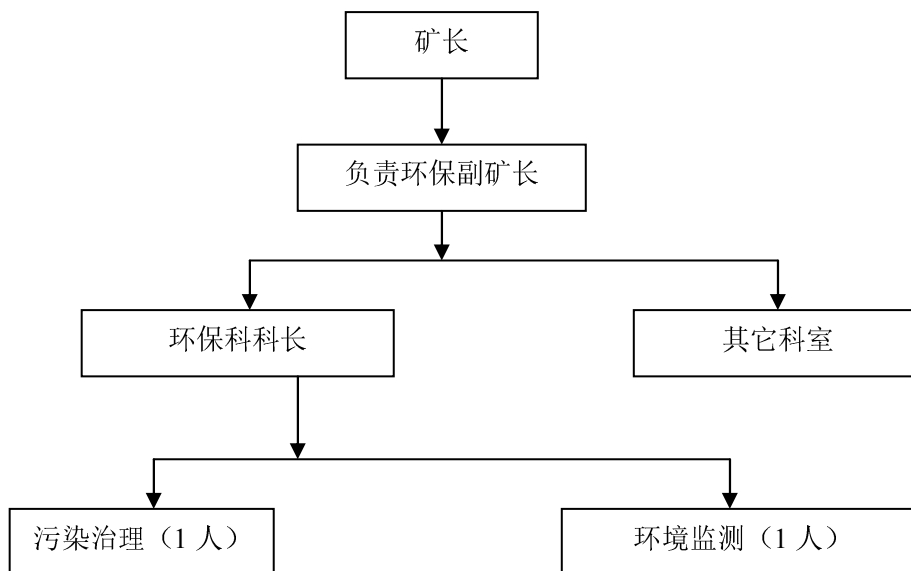 矿长
负责环保副矿长
环保科科长
其它科室
污染治理（1 人）
环境监测（1 人）